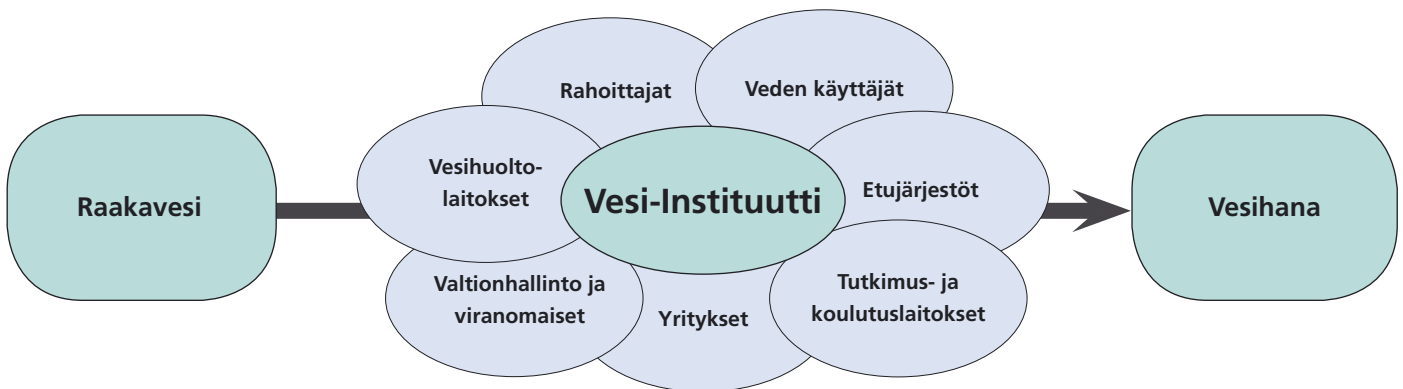 Rahoittajat
Veden käyttäjät
Vesihuolto-
laitokset
Vesi-Instituutti
Etujärjestöt
Raakavesi
Vesihana
Valtionhallinto ja
viranomaiset
Yritykset
Tutkimus- ja
koulutuslaitokset